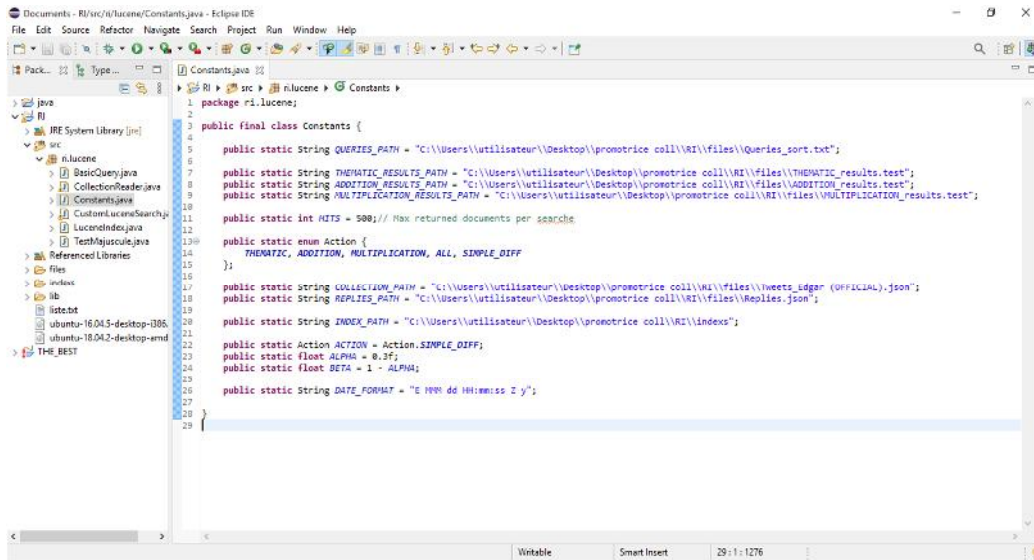 Documents - RI/src/ri/lucene/Constants.java - Eclipse IDE
File Edit Source Refactor Navigate Search Project Run Window Help
Pack... Type...
java
RI
JRE System Library [jre]
src
ri.lucene
BasicQuery.java
CollectionReader.java
Constants.java
CustomLuceneSearch.ja
LuceneIndex.java
TestMajuscule.java
Referenced Libraries
files
indexs
lib
liste.txt
ubuntu-16.04.5-desktop-i386.
ubuntu-18.04.2-desktop-amd
THE_BEST
Constants.java
RI src ri.lucene Constants
1 package ri.lucene;
2
3 public final class Constants {
4
5 public static String QUERIES_PATH = "C:\\Users\\utilisateur\\Desktop\\promotrice coll\\RI\\files\\Queries_sort.txt";
6
7 public static String THEMATIC_RESULTS_PATH = "C:\\Users\\utilisateur\\Desktop\\promotrice coll\\RI\\files\\THEMATIC_results.test";
8 public static String ADDITION_RESULTS_PATH = "C:\\Users\\utilisateur\\Desktop\\promotrice coll\\RI\\files\\ADDITION_results.test";
9 public static String MULTIPLICATION_RESULTS_PATH = "C:\\Users\\utilisateur\\Desktop\\promotrice coll\\RI\\files\\MULTIPLICATION_results.test";
10
11 public static int HITS = 500;// Max returned documents per searche
12
13 public static enum Action {
14 THEMATIC, ADDITION, MULTIPLICATION, ALL, SIMPLE_DIFF
15 };
16
17 public static String COLLECTION_PATH = "C:\\Users\\utilisateur\\Desktop\\promotrice coll\\RI\\files\\Tweets_Edgar (OFFICIAL).json";
18 public static String REPLIES_PATH = "C:\\Users\\utilisateur\\Desktop\\promotrice coll\\RI\\files\\Replies.json";
19
20 public static String INDEX_PATH = "C:\\Users\\utilisateur\\Desktop\\promotrice coll\\RI\\indexs";
21
22 public static Action ACTION = Action.SIMPLE_DIFF;
23 public static float ALPHA = 0.3f;
24 public static float BETA = 1 - ALPHA;
25
26 public static String DATE_FORMAT = "E MMM dd HH:mm:ss Z y";
27
28 }
29
Writable Smart Insert 29 : 1 : 1276